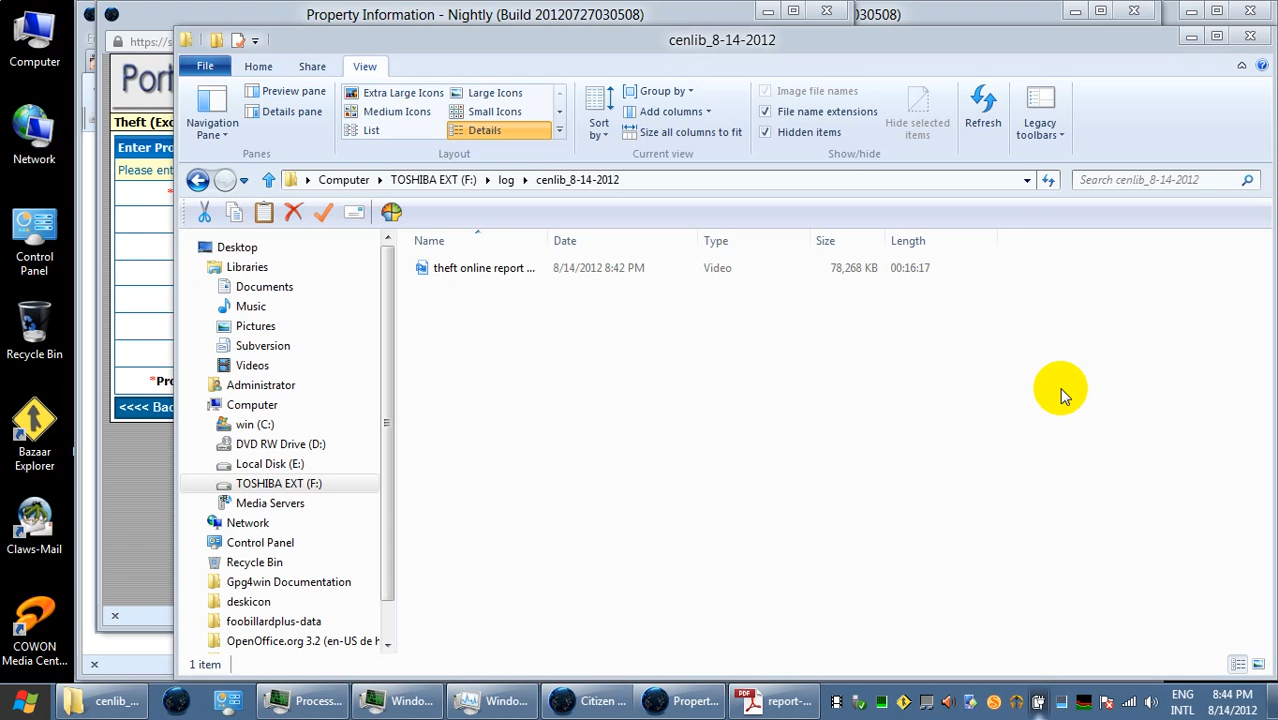 Property Information - Nightly (Build 20120727030508)
030508)
https://s
cenlib_8-14-2012
File Home Share View
Navigation Pane
Preview pane
Details pane
Panes
Extra Large Icons Large Icons
Medium Icons Small Icons
List Details
Layout
Sort by
Group by
Add columns
Size all columns to fit
Current view
Image file names
File name extensions
Hidden items
Hide selected items
Show/hide
Refresh
Legacy toolbars
Computer TOSHIBA EXT (F:) log cenlib_8-14-2012
Search cenlib_8-14-2012
Name Date Type Size Length
theft online report ... 8/14/2012 8:42 PM Video 78,268 KB 00:16:17
Desktop
Libraries
Documents
Music
Pictures
Subversion
Videos
Administrator
Computer
win (C:)
DVD RW Drive (D:)
Local Disk (E:)
TOSHIBA EXT (F:)
Media Servers
Network
Control Panel
Recycle Bin
Gpg4win Documentation
deskicon
foobillardplus-data
OpenOffice.org 3.2 (en-US de h
1 item
Port
Theft (Exc
Enter Pro
Please ent
*
*Pro
<<<< Bac
Computer
Network
Control Panel
Recycle Bin
Bazaar Explorer
Claws-Mail
COWON Media Cent...
cenlib_...
Process...
Windo...
Windo...
Citizen ...
Propert...
report-...
ENG
INTL
8:44 PM
8/14/2012